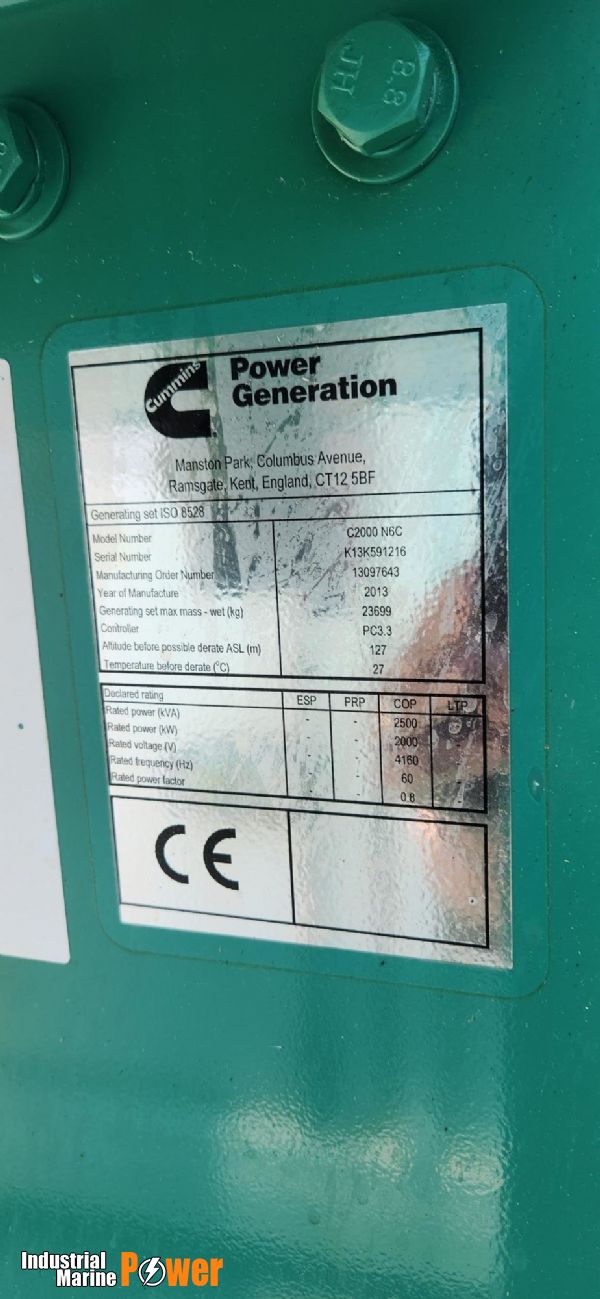 8.8
JH
Cummins
Power
Generation
Manston Park, Columbus Avenue,
Ramsgate, Kent, England, CT12 5BF
Generating set ISO 8528
Model Number C2000 N6C
Serial Number K13K591216
Manufacturing Order Number 13097643
Year of Manufacture 2013
Generating set max mass - wet (kg) 23699
Controller PC3.3
Altitude before possible derate ASL (m) 127
Temperature before derate (°C) 27
Declared rating ESP PRP COP LTP
Rated power (kVA) - - 2500 -
Rated power (kW) - - 2000 -
Rated voltage (V) - - 4160 -
Rated frequency (Hz) - - 60 -
Rated power factor - - 0.8 -
CE
Industrial
Marine Power